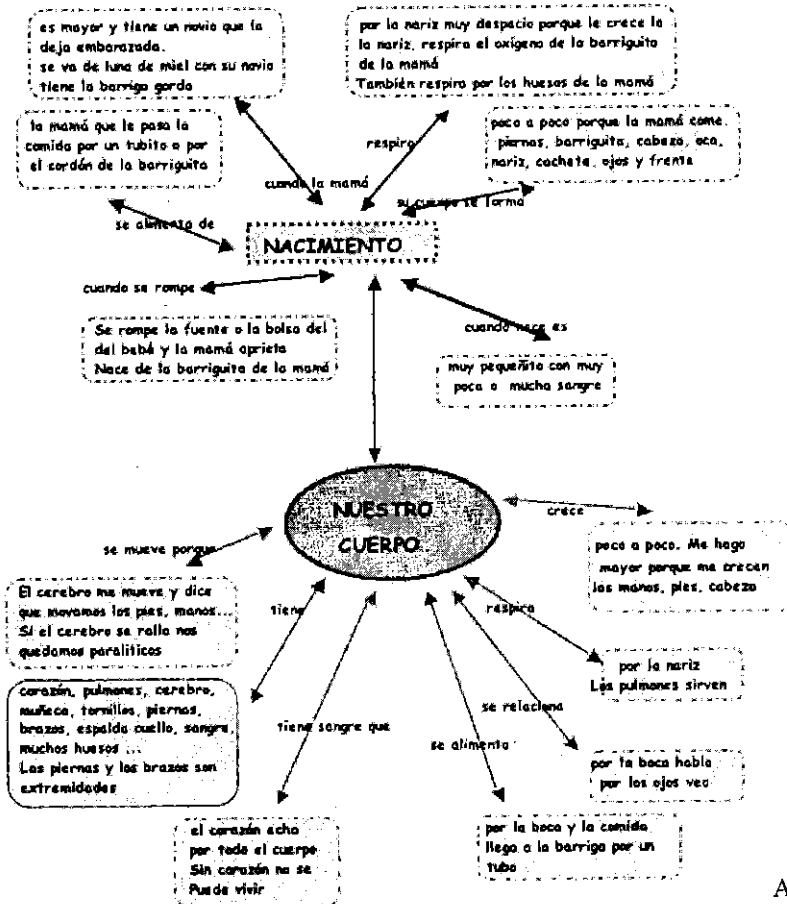 es mayor y tiene un novio que la
deja embarazada.
se va de luna de miel con su novio
tiene la barriga gorda
por la nariz muy despacio porque le crece la
la nariz, respira el oxígeno de la barriguita
de la mamá
También respira por los huesos de la mamá
la mamá que le pasa la
comida por un tubito o por
el cordón de la barriguita
respira
poco a poco porque la mamá come.
piernas, barriguita, cabeza, oca,
nariz, cachete, ojos y frente
cuando la mamá
su cuerpo se forma
se alimenta de
NACIMIENTO
cuando se rompe
Se rompe la fuente o la bolsa del
del bebé y la mamá aprieta
Nace de la barriguita de la mamá
cuando nace es
muy pequeñito con muy
poca o mucha sangre
NUESTRO
CUERPO
crece
poco a poco. Me hago
mayor porque me crecen
las manos, pies, cabeza
se mueve porque
El cerebro me mueve y dice
que movamos los pies, manos...
Si el cerebro se ralla nos
quedamos paralíticos
tiene
corazón, pulmones, cerebro,
muñeca, tornillos, piernas,
brazos, espalda cuello, sangre,
muchos huesos ...
Las piernas y los brazos son
extremidades
tiene sangre que
el corazón echa
por todo el cuerpo
Sin corazón no se
Puede vivir
respira
por la nariz
Los pulmones sirven
se relaciona
por la boca habla
por los ojos veo
se alimenta
por la boca y la comida
llega a la barriga por un
tubo
A